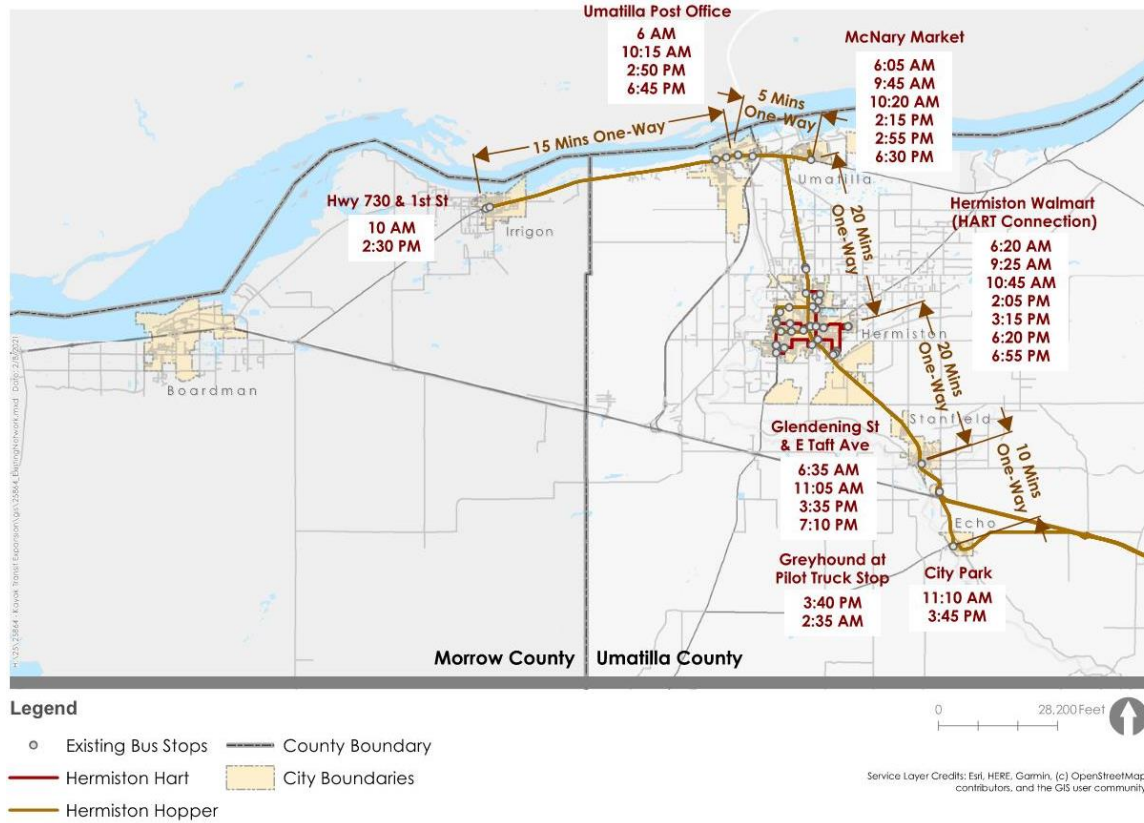 Umatilla Post Office
6 AM
10:15 AM
2:50 PM
6:45 PM
McNary Market
6:05 AM
9:45 AM
10:20 AM
2:15 PM
2:55 PM
6:30 PM
5 Mins
One-Way
15 Mins One-Way
Hwy 730 & 1st St
10 AM
2:30 PM
Irrigon
Umatilla
20 Mins
One-Way
Hermiston Walmart
(HART Connection)
6:20 AM
9:25 AM
10:45 AM
2:05 PM
3:15 PM
6:20 PM
6:55 PM
Hermiston
Boardman
20 Mins
One-Way
Stanfield
Glendening St
& E Taft Ave
6:35 AM
11:05 AM
3:35 PM
7:10 PM
10 Mins
One-Way
Echo
Greyhound at
Pilot Truck Stop
3:40 PM
2:35 AM
City Park
11:10 AM
3:45 PM
Morrow County
Umatilla County
Legend
Existing Bus Stops
County Boundary
Hermiston Hart
City Boundaries
Hermiston Hopper
0
28,200 Feet
Service Layer Credits: Esri, HERE, Garmin, (c) OpenStreetMap
contributors, and the GIS user community